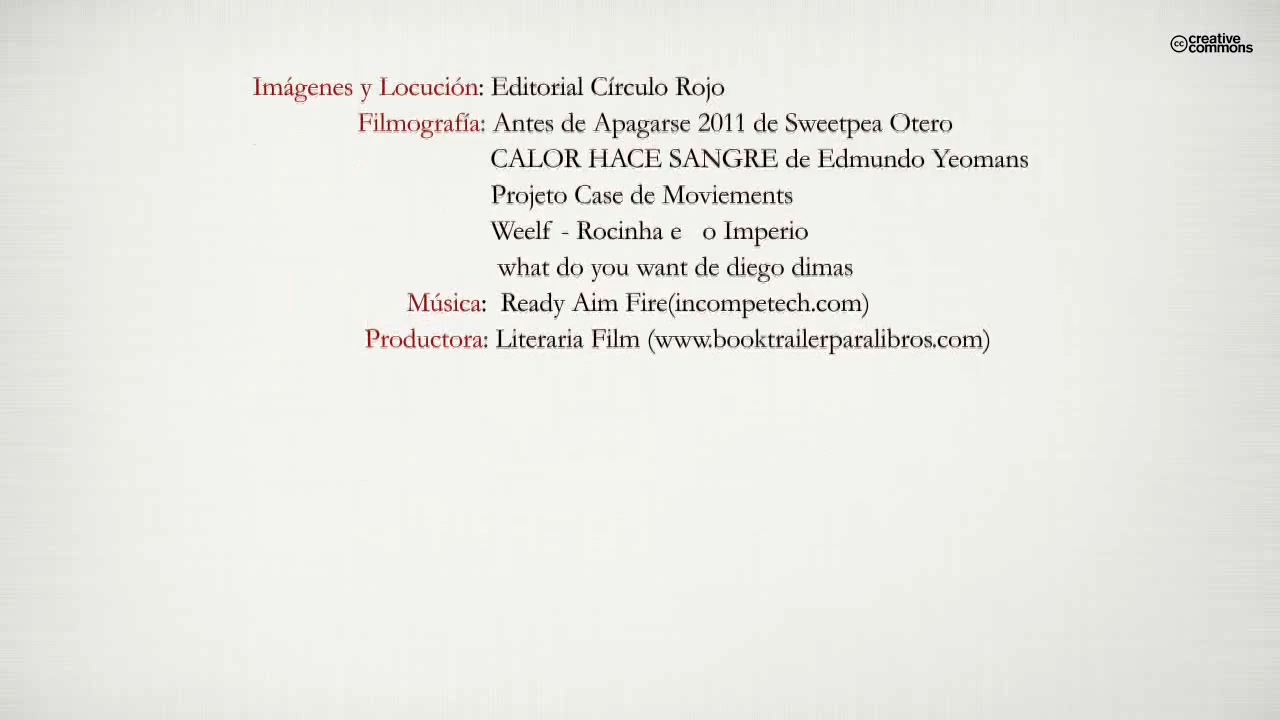 cc creative
commons
Imágenes y Locución: Editorial Círculo Rojo
Filmografía: Antes de Apagarse 2011 de Sweetpea Otero
CALOR HACE SANGRE de Edmundo Yeomans
Projeto Case de Moviements
Weelf - Rocinha e o Imperio
what do you want de diego dimas
Música: Ready Aim Fire(incompetech.com)
Productora: Literaria Film (www.booktrailerparalibros.com)